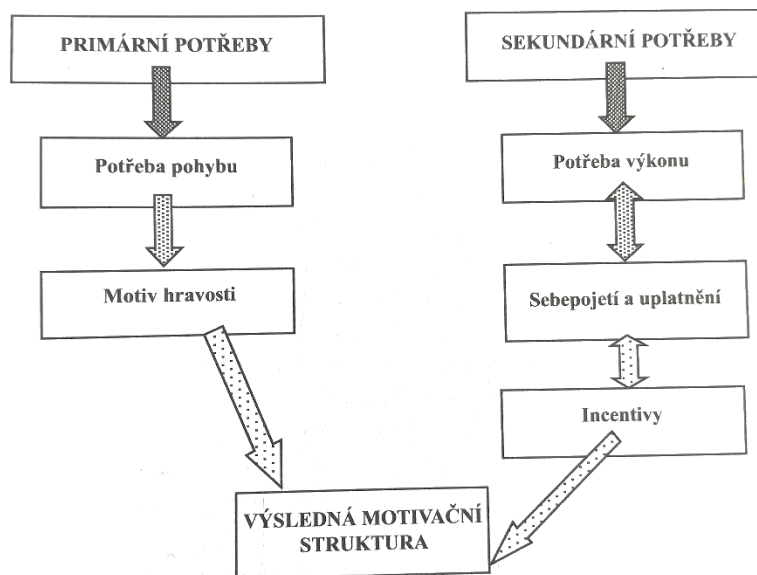 PRIMÁRNÍ POTŘEBY
Potřeba pohybu
Motiv hravosti
SEKUNDÁRNÍ POTŘEBY
Potřeba výkonu
Sebepojetí a uplatnění
Incentivy
VÝSLEDNÁ MOTIVAČNÍ
STRUKTURA